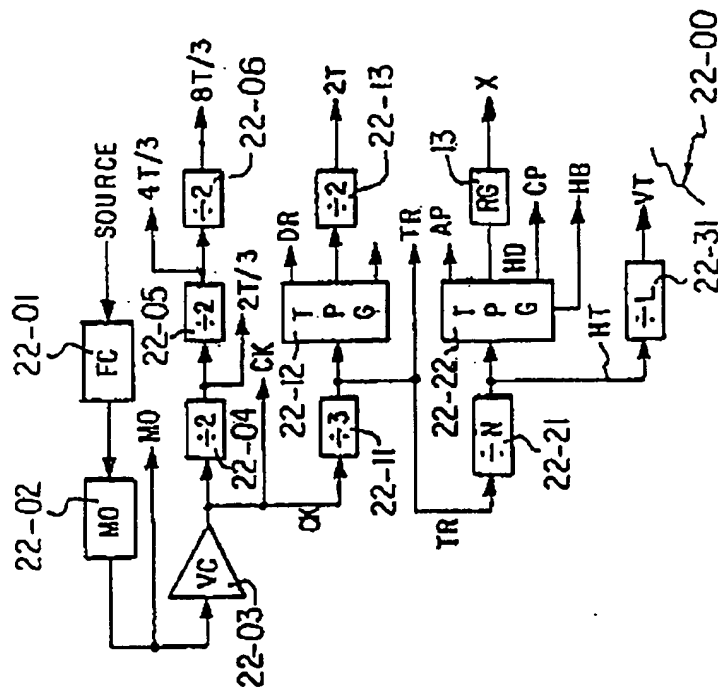 SOURCE
22-01
FC
22-02
MO
MO
VC
22-03
÷2
22-04
2T/3
22-05
÷2
4T/3
÷2
8T/3
22-06
CK
CK
÷3
22-11
22-12
T P G
DR
÷2
2T
22-13
TR
TR
÷N
22-21
22-22
T P G
AP
RG
13
X
HD
CP
HB
HT
÷L
22-31
VT
22-00